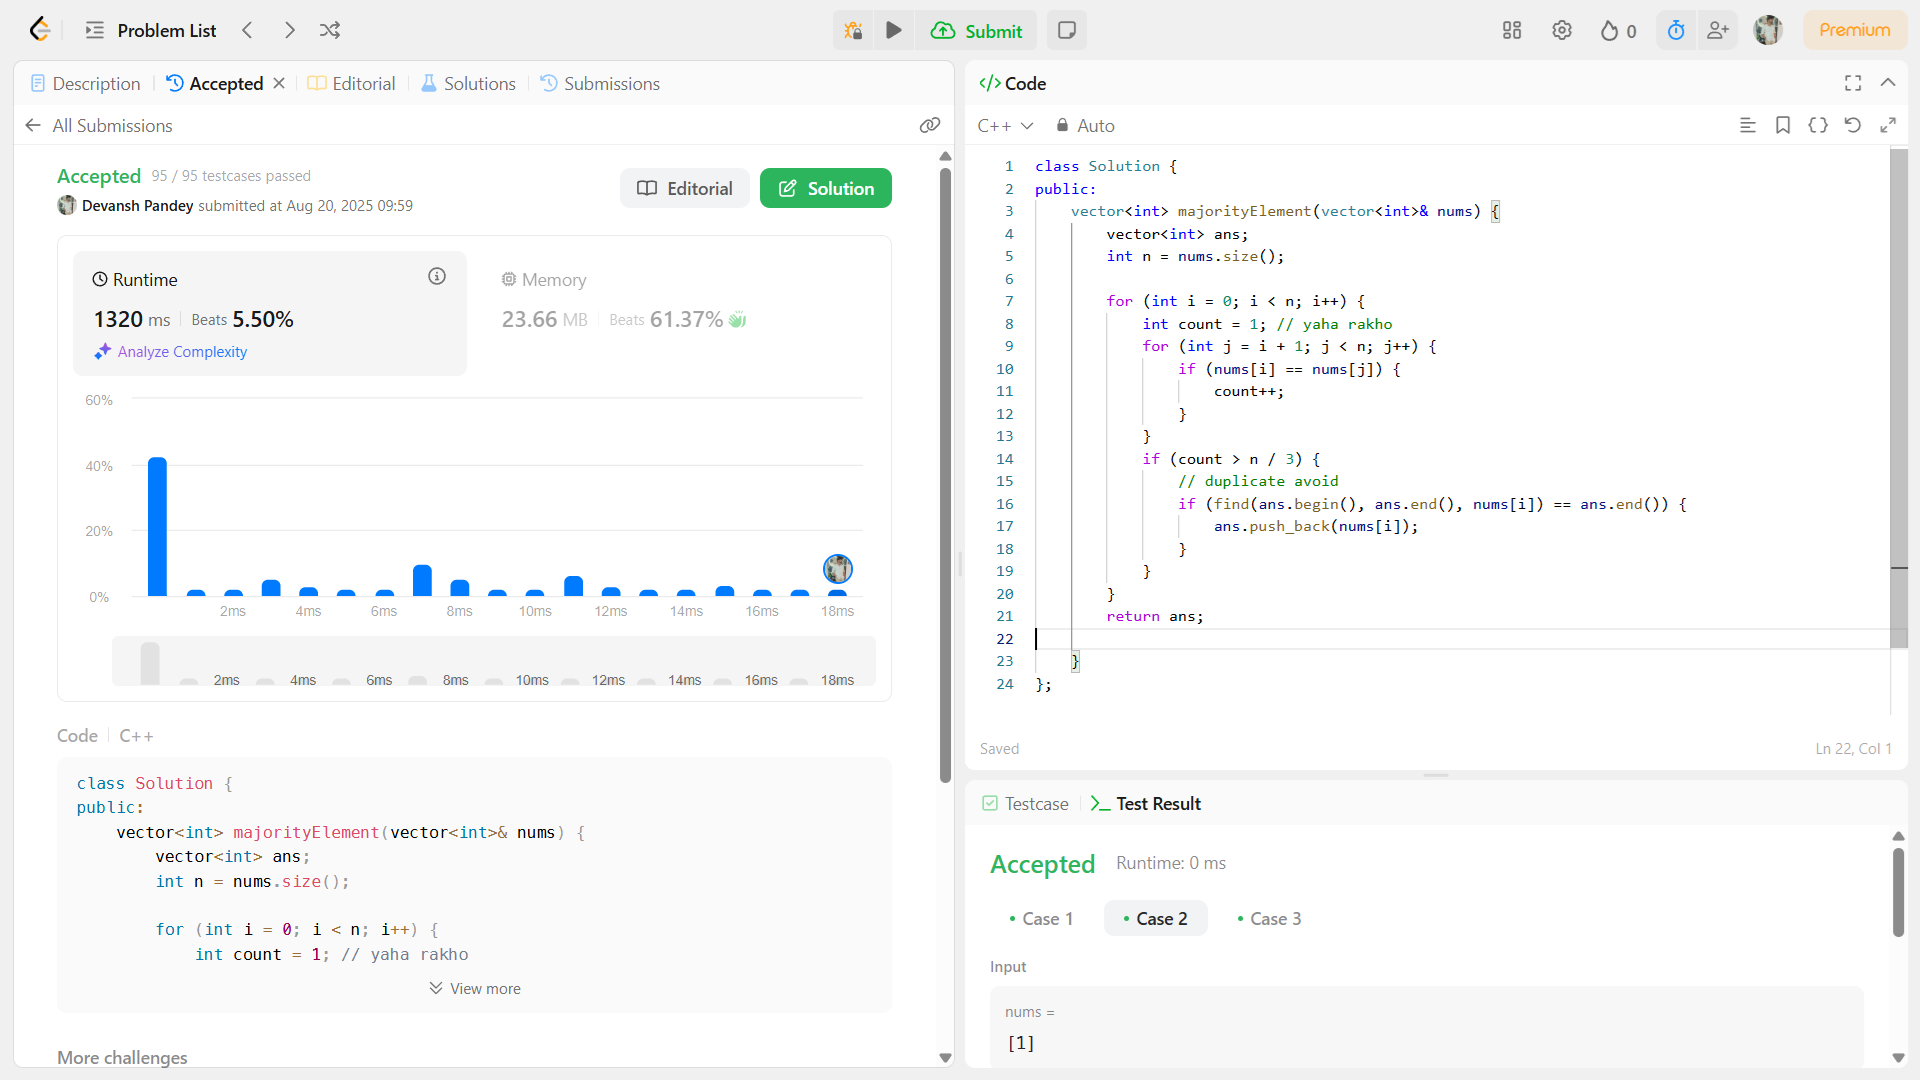 Problem List
Submit
0
Premium
Description
Accepted
Editorial
Solutions
Submissions
All Submissions
Accepted 95 / 95 testcases passed
Devansh Pandey submitted at Aug 20, 2025 09:59
Editorial
Solution
Runtime
1320 ms Beats 5.50%
Analyze Complexity
Memory
23.66 MB Beats 61.37%
60%
40%
20%
0%
2ms 4ms 6ms 8ms 10ms 12ms 14ms 16ms 18ms
2ms 4ms 6ms 8ms 10ms 12ms 14ms 16ms 18ms
Code C++
class Solution {
public:
    vector<int> majorityElement(vector<int>& nums) {
        vector<int> ans;
        int n = nums.size();
        for (int i = 0; i < n; i++) {
            int count = 1; // yaha rakho
View more
More challenges
</> Code
C++ Auto
1 class Solution {
2 public:
3     vector<int> majorityElement(vector<int>& nums) {
4         vector<int> ans;
5         int n = nums.size();
6
7         for (int i = 0; i < n; i++) {
8             int count = 1; // yaha rakho
9             for (int j = i + 1; j < n; j++) {
10                 if (nums[i] == nums[j]) {
11                     count++;
12                 }
13             }
14             if (count > n / 3) {
15                 // duplicate avoid
16                 if (find(ans.begin(), ans.end(), nums[i]) == ans.end()) {
17                     ans.push_back(nums[i]);
18                 }
19             }
20         }
21         return ans;
22
23     }
24 };
Saved
Ln 22, Col 1
Testcase
Test Result
Accepted Runtime: 0 ms
Case 1
Case 2
Case 3
Input
nums =
[1]